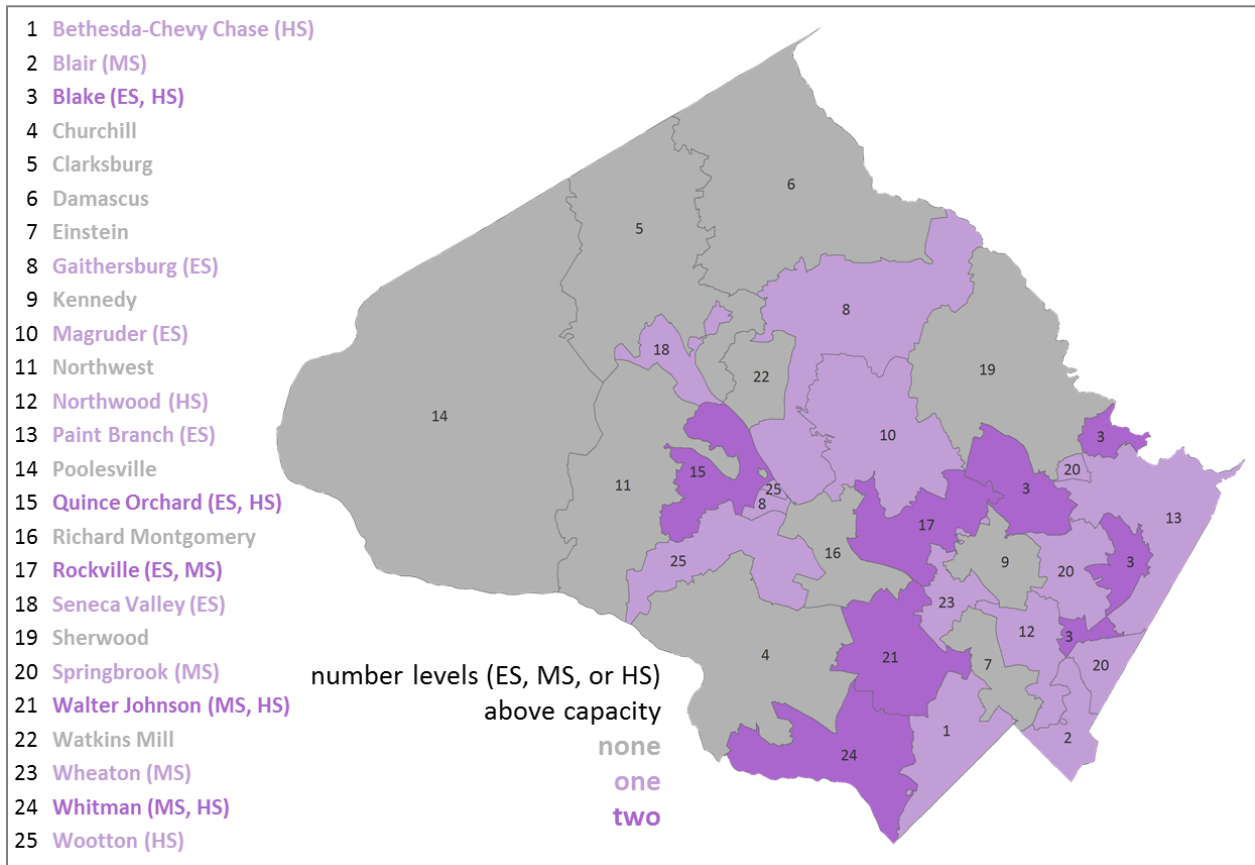 1 Bethesda-Chevy Chase (HS)
2 Blair (MS)
3 Blake (ES, HS)
4 Churchill
5 Clarksburg
6 Damascus
7 Einstein
8 Gaithersburg (ES)
9 Kennedy
10 Magruder (ES)
11 Northwest
12 Northwood (HS)
13 Paint Branch (ES)
14 Poolesville
15 Quince Orchard (ES, HS)
16 Richard Montgomery
17 Rockville (ES, MS)
18 Seneca Valley (ES)
19 Sherwood
20 Springbrook (MS)
21 Walter Johnson (MS, HS)
22 Watkins Mill
23 Wheaton (MS)
24 Whitman (MS, HS)
25 Wootton (HS)
6
5
8
18
19
22
14
10
3
20
15
25
3
11
8
13
17
16
9
25
3
20
23
12
3
4
21
7
20
1
2
24
number levels (ES, MS, or HS)
above capacity
none
one
two